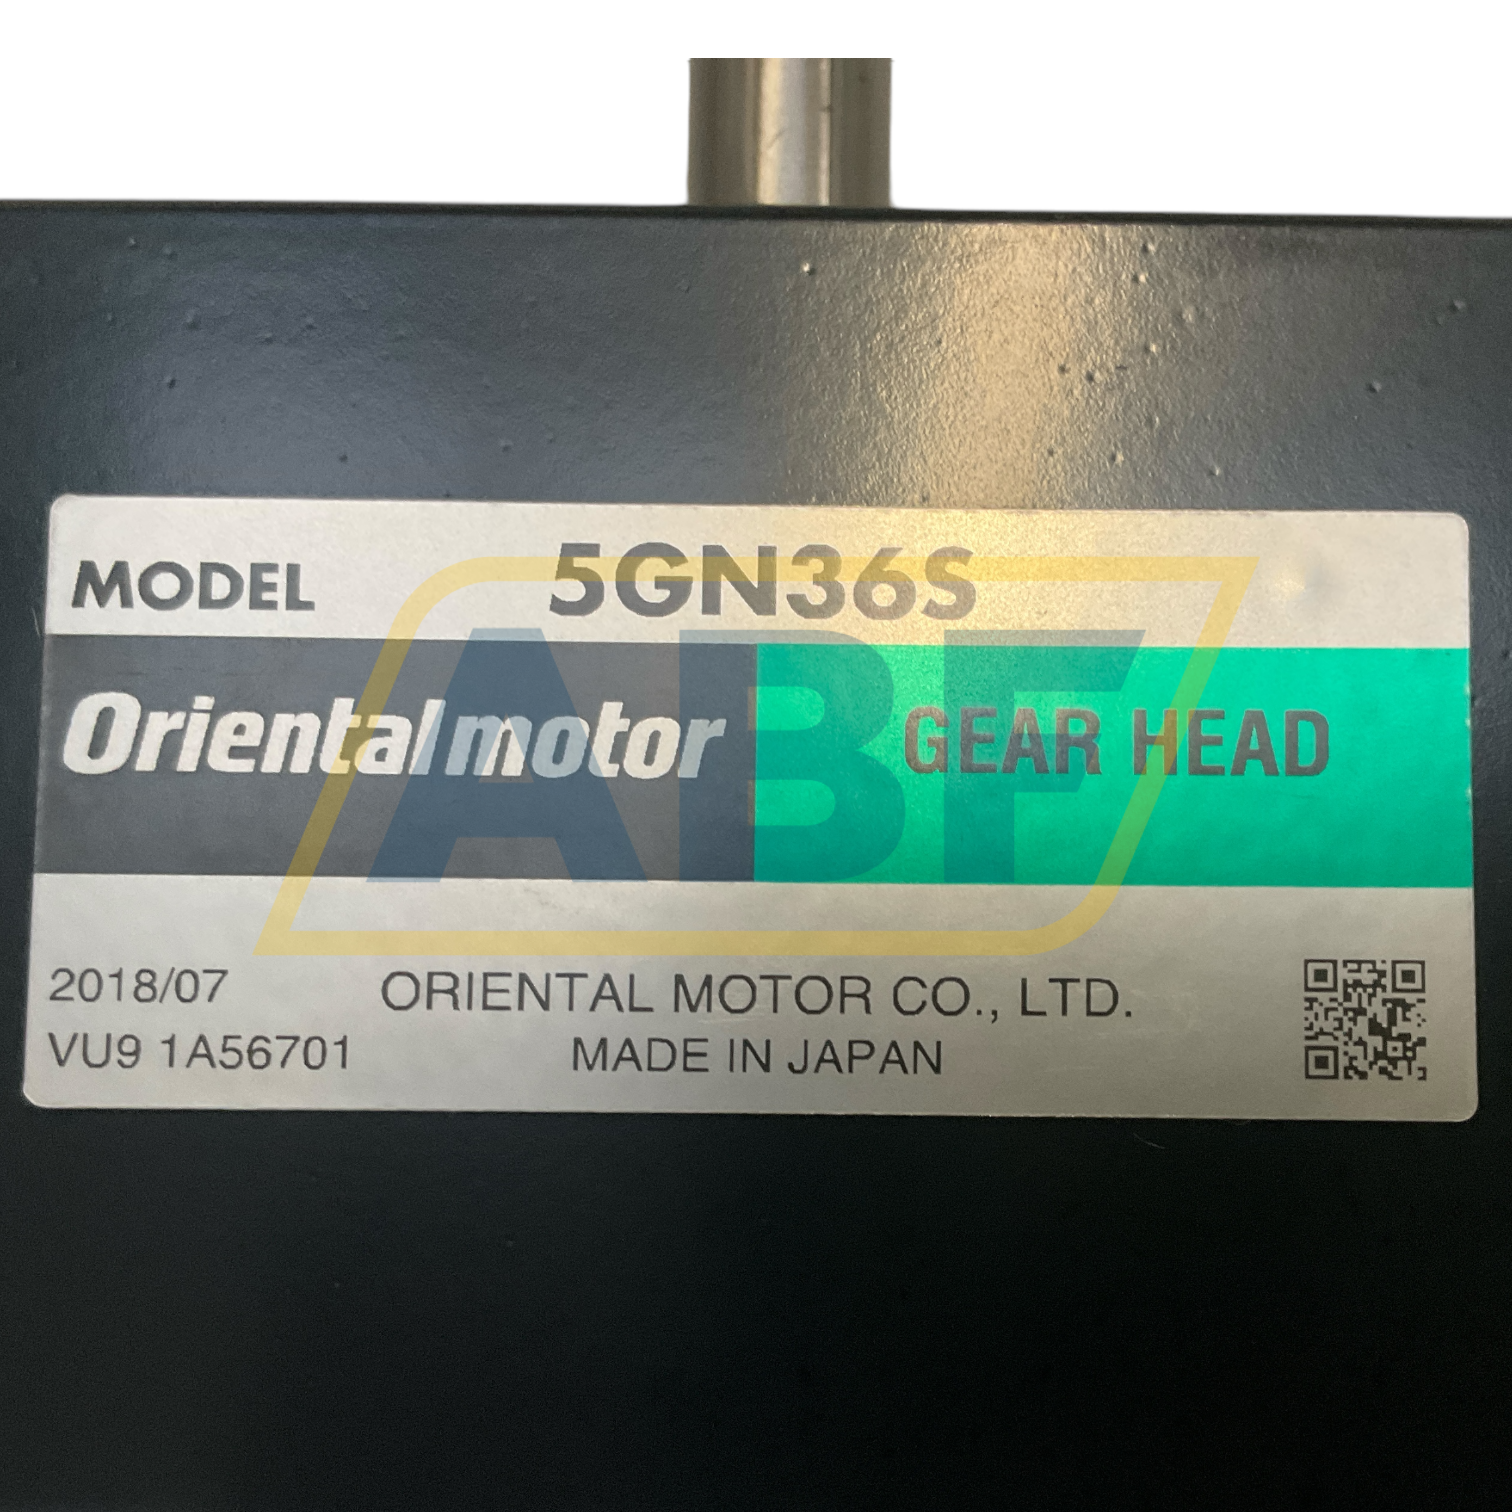 MODEL 5GN36S
Orientalmotor GEAR HEAD
ABF
2018/07 ORIENTAL MOTOR CO., LTD.
VU9 1A56701 MADE IN JAPAN